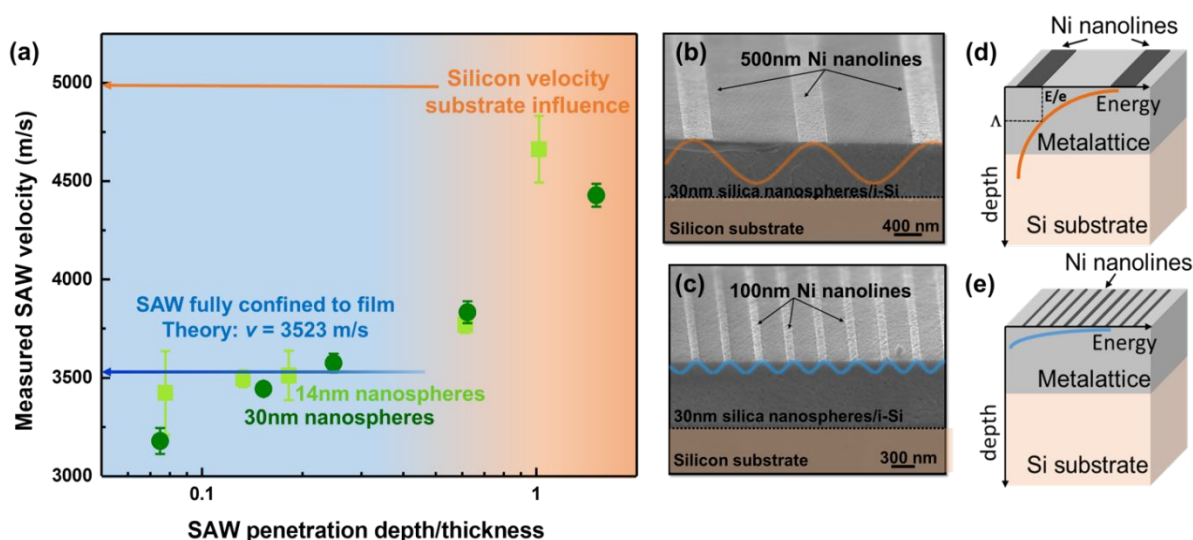 (a)
5000
4500
4000
3500
3000
Measured SAW velocity (m/s)
0.1
1
SAW penetration depth/thickness
Silicon velocity
substrate influence
SAW fully confined to film
Theory: v = 3523 m/s
14nm nanospheres
30nm nanospheres
(b)
500nm Ni nanolines
30nm silica nanospheres/i-Si
Silicon substrate
400 nm
(c)
100nm Ni nanolines
30nm silica nanospheres/i-Si
Silicon substrate
300 nm
(d)
Ni nanolines
E/e
Energy
Λ
Metalattice
depth
Si substrate
(e)
Ni nanolines
Energy
Metalattice
depth
Si substrate